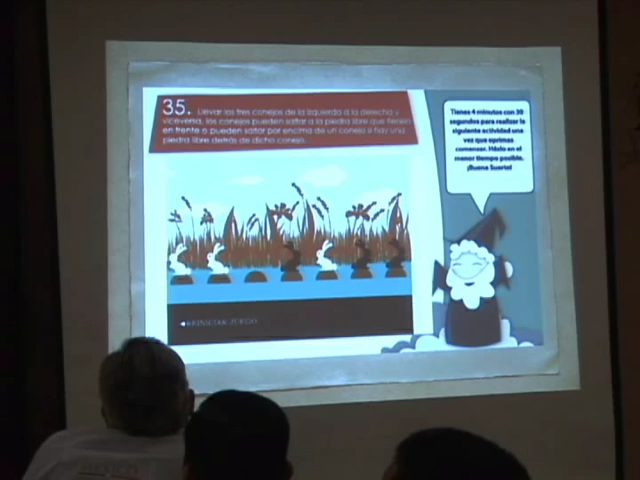 35. Llevar los tres conejos de la izquierda a la derecha y
viceversa, los conejos pueden saltar a la piedra libre que tienen
en frente o pueden saltar por encima de un conejo si hay una
piedra libre detrás de dicho conejo.
Tienes 4 minutos con 30
segundos para realizar la
siguiente actividad una
vez que oprimas
comenzar. Házlo en el
menor tiempo posible.
¡Buena Suerte!
REINICIAR JUEGO
MEXICO